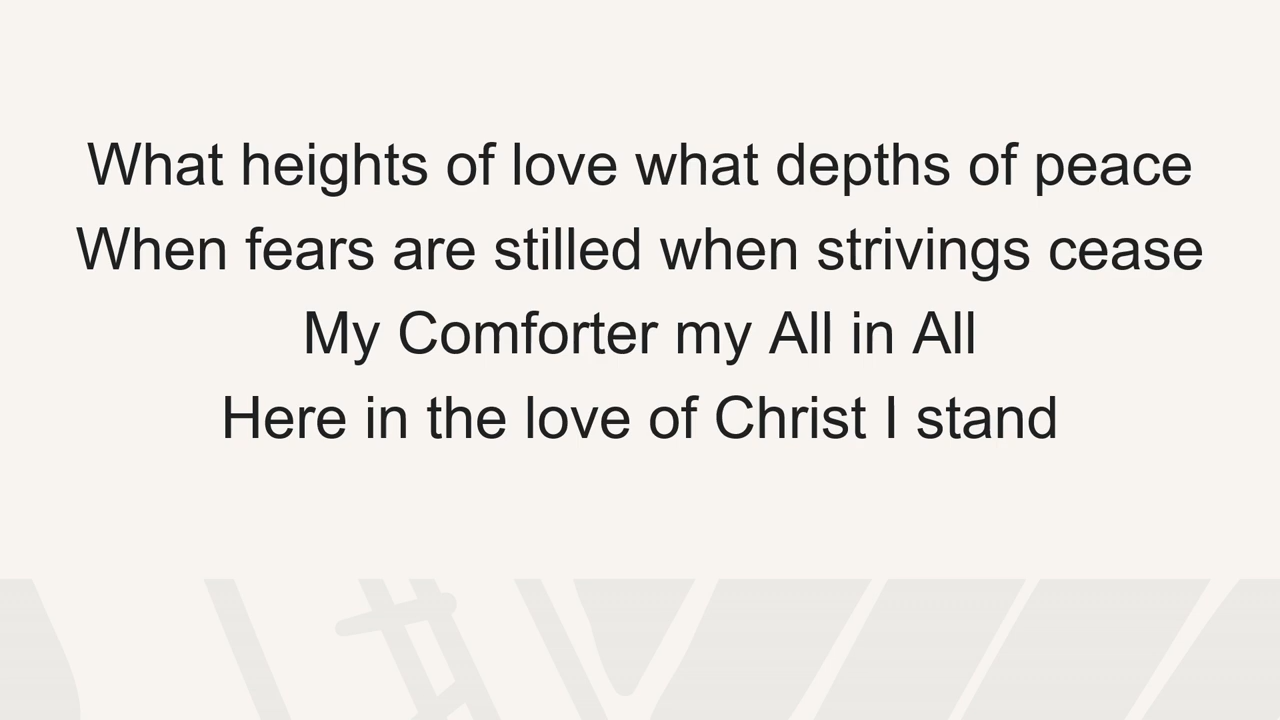 What heights of love what depths of peace
When fears are stilled when strivings cease
My Comforter my All in All
Here in the love of Christ I stand